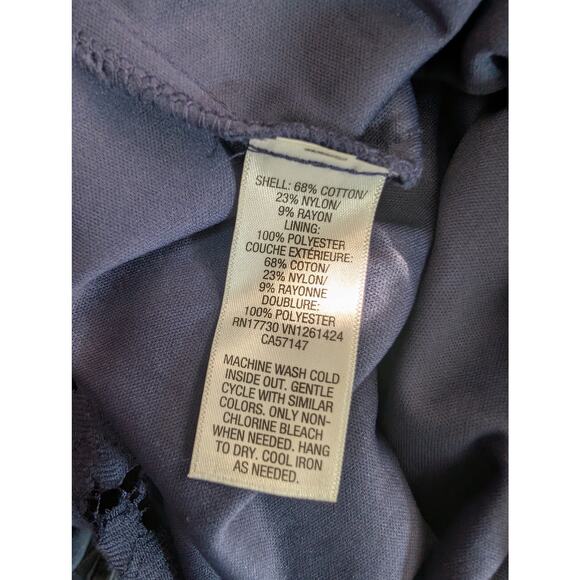 SHELL: 68% COTTON/
23% NYLON/
9% RAYON
LINING:
100% POLYESTER
COUCHE EXTÉRIEURE:
68% COTON/
23% NYLON/
9% RAYONNE
DOUBLURE:
100% POLYESTER
RN17730 VN1261424
CA57147
MACHINE WASH COLD
INSIDE OUT. GENTLE
CYCLE WITH SIMILAR
COLORS. ONLY NON-
CHLORINE BLEACH
WHEN NEEDED. HANG
TO DRY. COOL IRON
AS NEEDED.